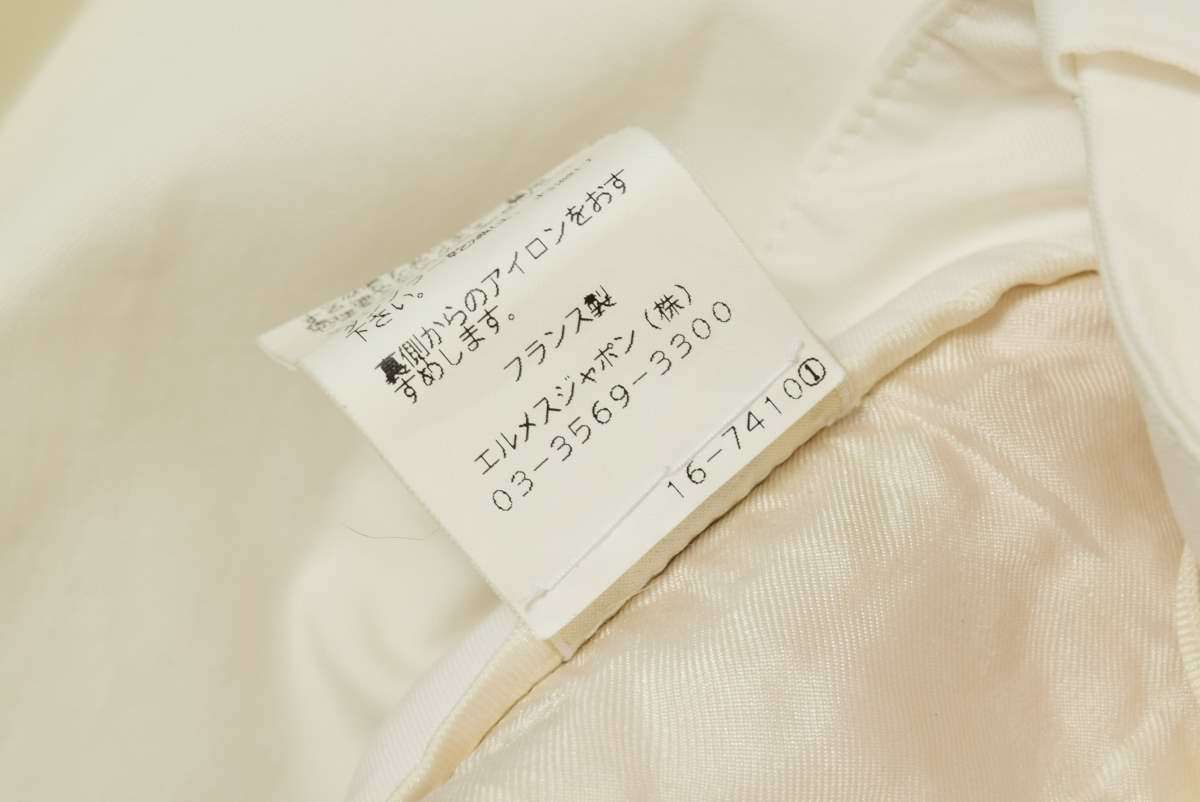 下さい。
裏側からのアイロンをおす
すめします。
フランス製
エルメスジャポン(株)
03-3569-3300
16-7410①